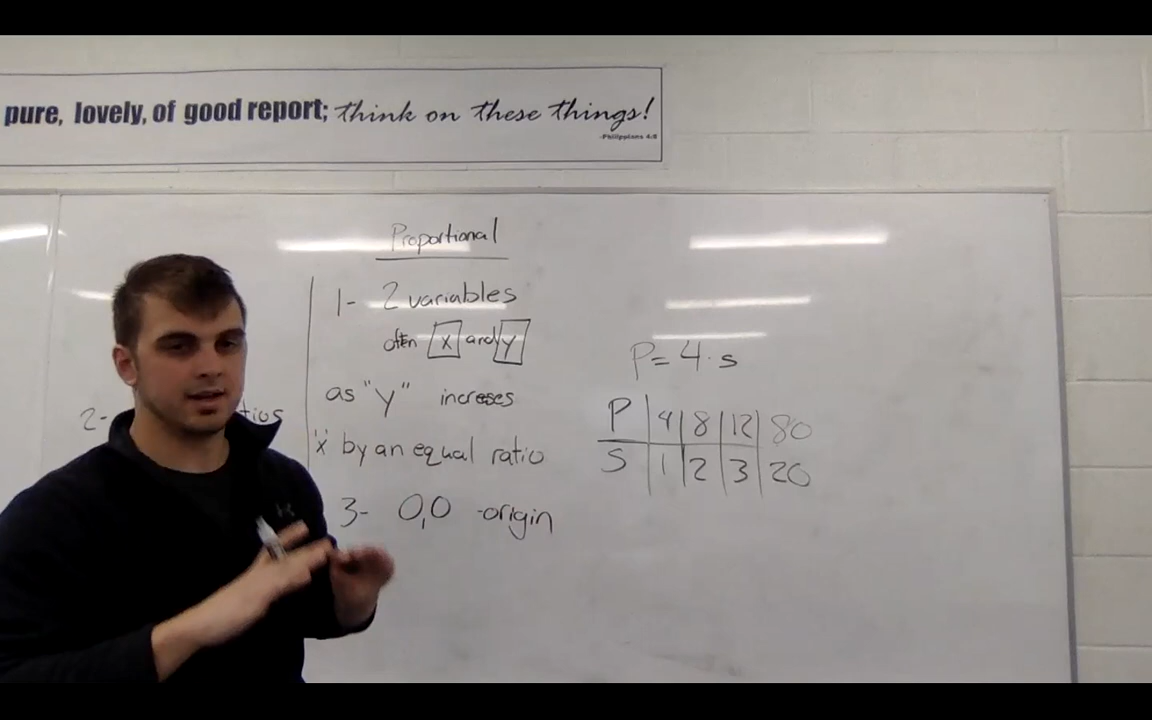 pure, lovely, of good report; think on these things!
-Philippians 4:8
Proportional
1- 2 variables
often x and y
2-
as "y" increses
"x" by an equal ratio
3- 0,0 -origin
P= 4·s
P 4 8 12 80
S 1 2 3 20